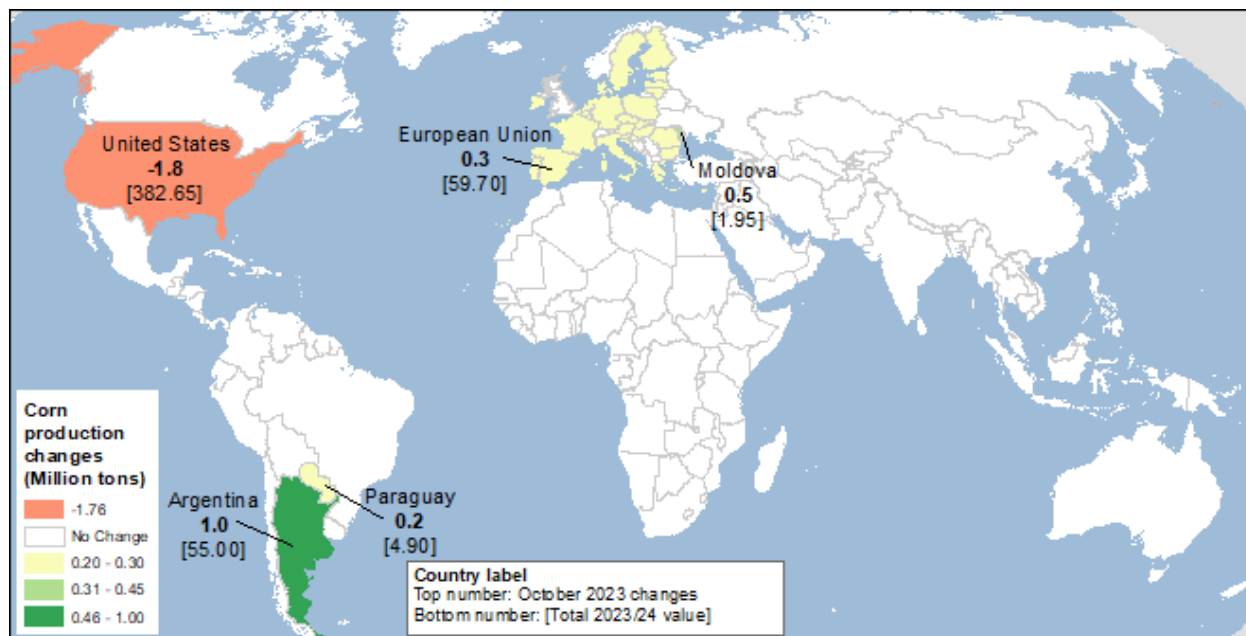 United States
-1.8
[382.65]
European Union
0.3
[59.70]
Moldova
0.5
[1.95]
Argentina
1.0
[55.00]
Paraguay
0.2
[4.90]
Corn
production
changes
(Million tons)
-1.76
No Change
0.20 - 0.30
0.31 - 0.45
0.46 - 1.00
Country label
Top number: October 2023 changes
Bottom number: [Total 2023/24 value]